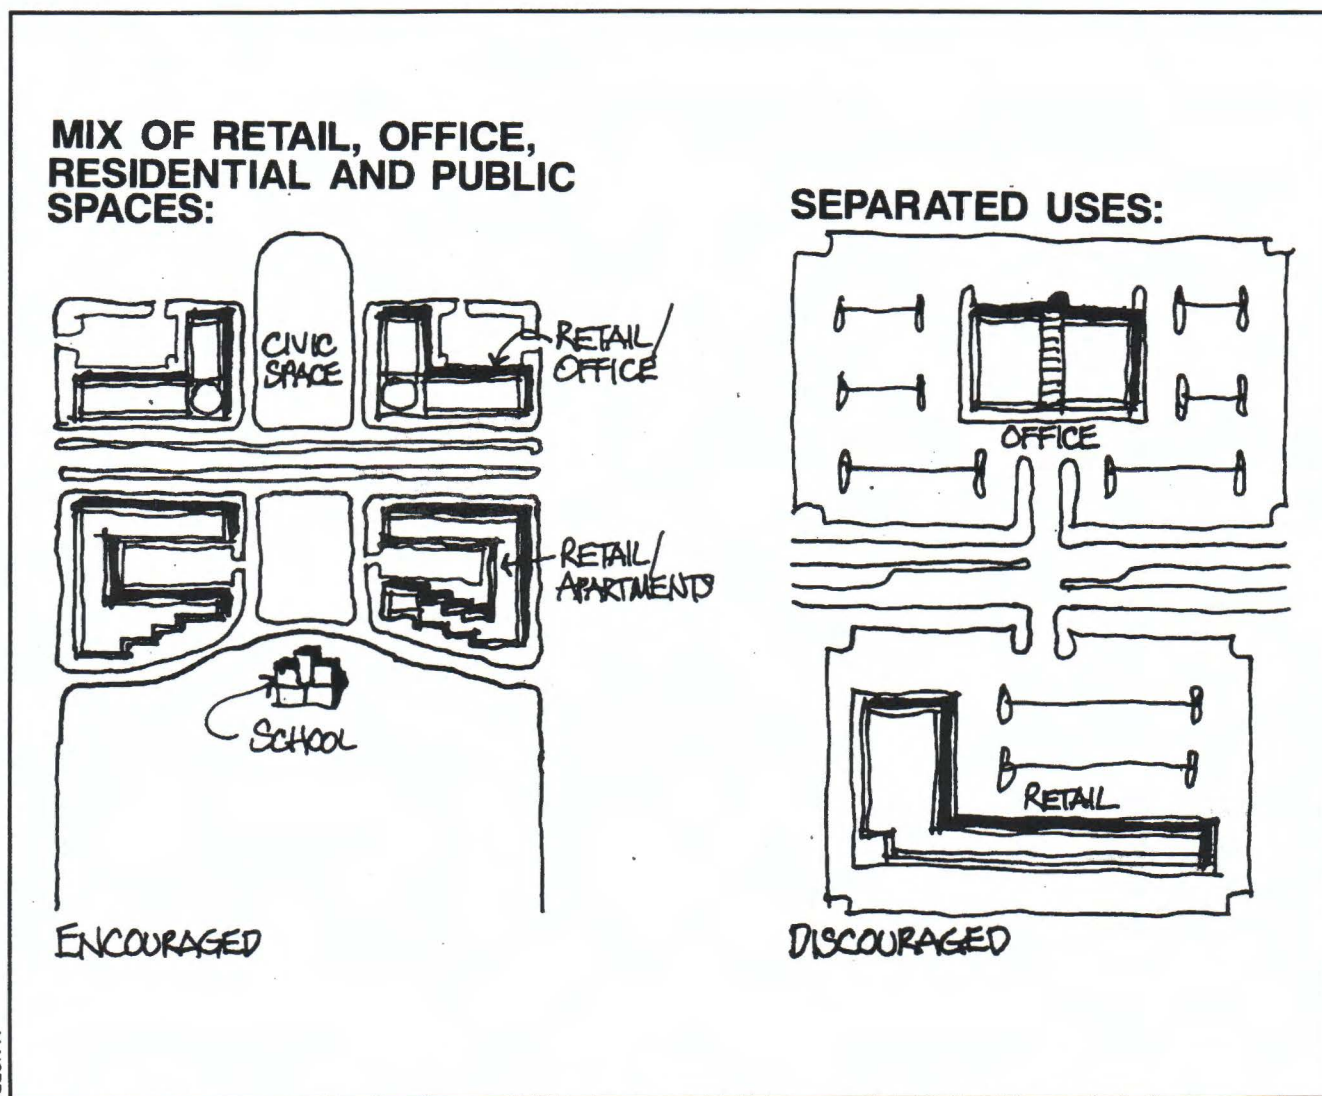 MIX OF RETAIL, OFFICE,
RESIDENTIAL AND PUBLIC
SPACES:
CIVIC
SPACE
RETAIL/
OFFICE
RETAIL/
APARTMENTS
SCHOOL
ENCOURAGED
SEPARATED USES:
OFFICE
RETAIL
DISCOURAGED